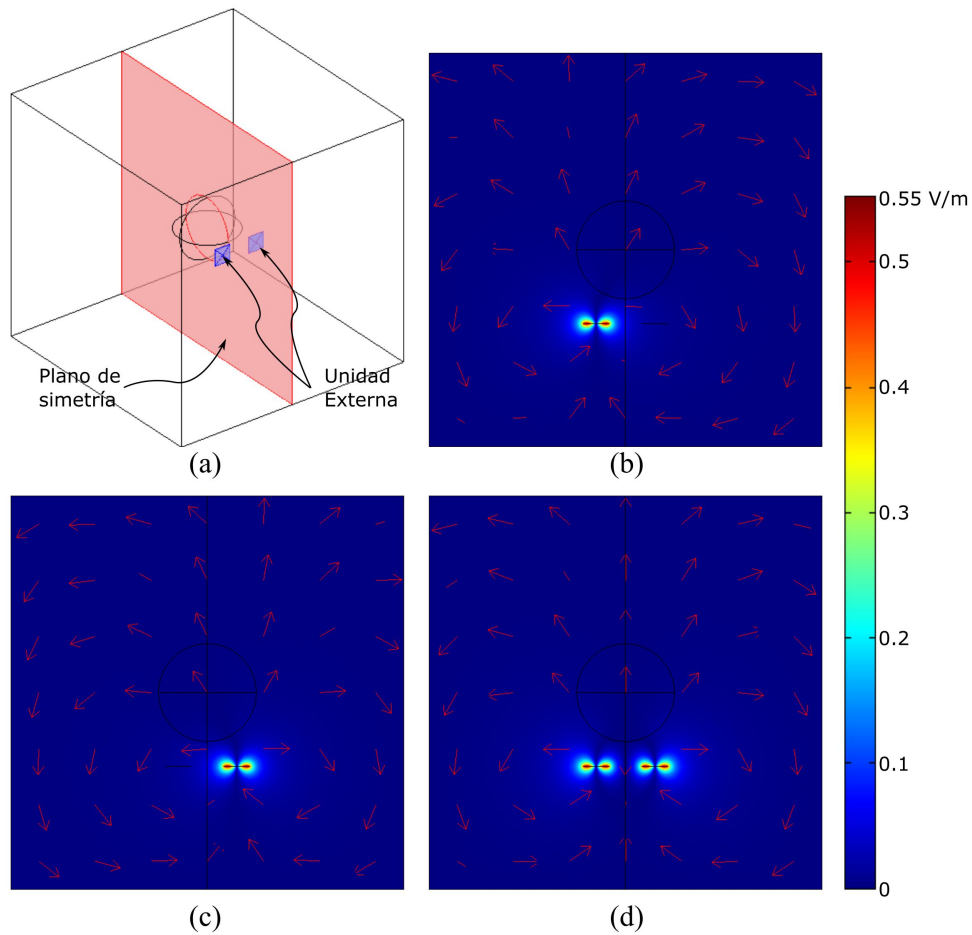 Plano de
simetría
Unidad
Externa
(a)
(b)
0.55 V/m
0.5
0.4
0.3
0.2
0.1
0
(c)
(d)